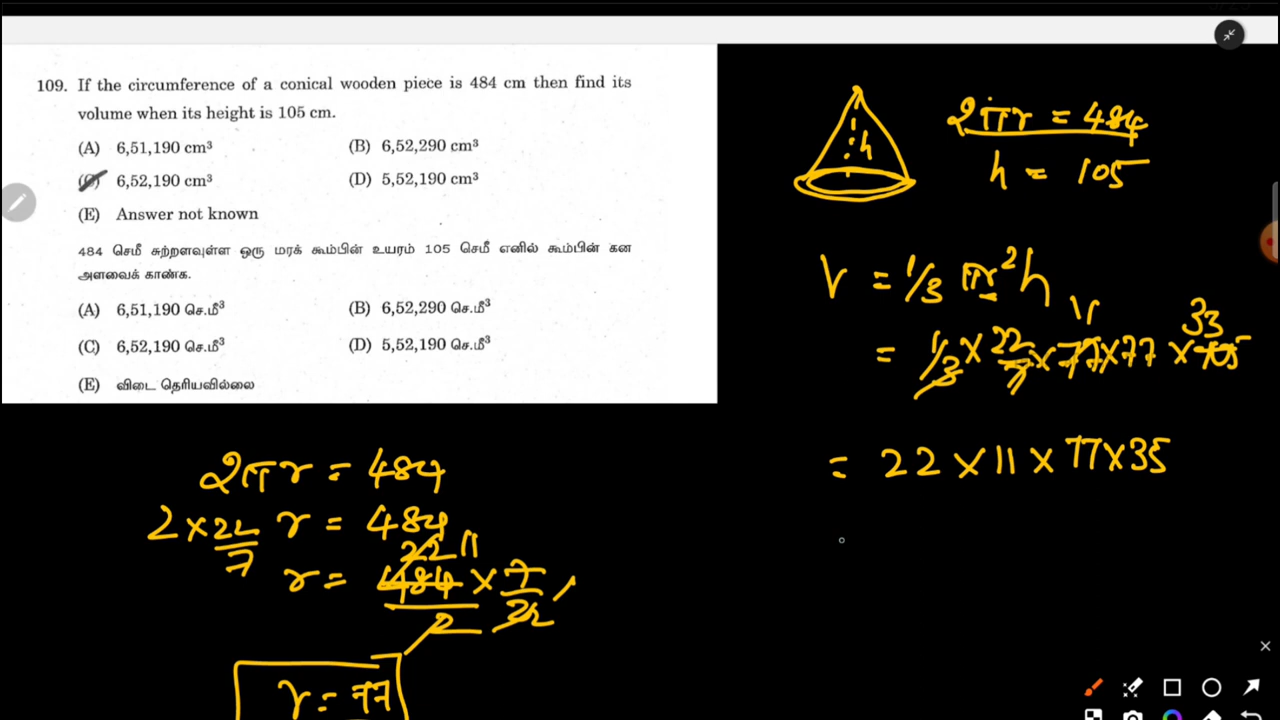 109. If the circumference of a conical wooden piece is 484 cm then find its
volume when its height is 105 cm.
(A) 6,51,190 cm³ (B) 6,52,290 cm³
(C) 6,52,190 cm³ (D) 5,52,190 cm³
(E) Answer not known
484 செமீ சுற்றளவுள்ள ஒரு மரக் கூம்பின் உயரம் 105 செமீ எனில் கூம்பின் கன
அளவைக் காண்க.
(A) 6,51,190 செ.மீ³ (B) 6,52,290 செ.மீ³
(C) 6,52,190 செ.மீ³ (D) 5,52,190 செ.மீ³
(E) விடை தெரியவில்லை
h
2πr = 484
h = 105
V = 1/3 πr²h
11 33
= 1/3 × 22/7 × 77 × 77 × 105
= 22 × 11 × 77 × 35
2πr = 484
2 × 22/7 r = 484
22 11
r = 484/2 × 7/22
r = 77